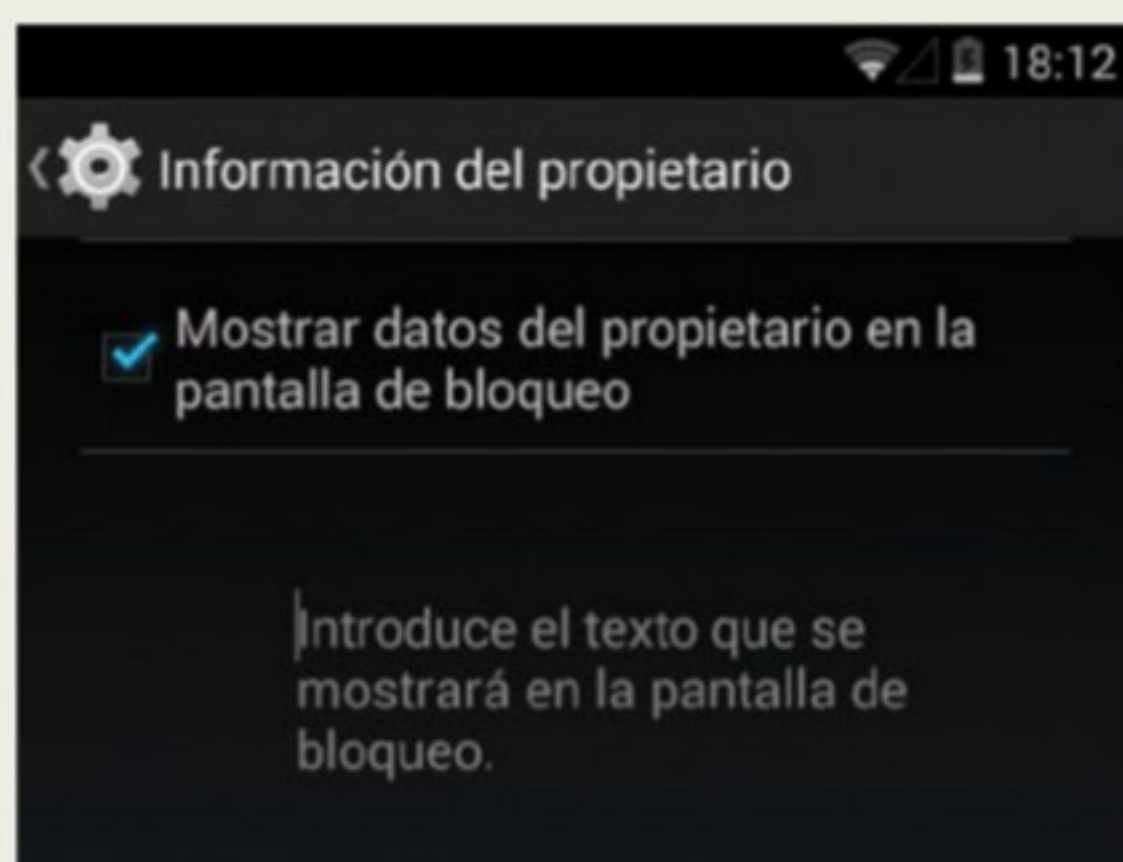 18:12
Información del propietario
Mostrar datos del propietario en la
pantalla de bloqueo
Introduce el texto que se
mostrará en la pantalla de
bloqueo.